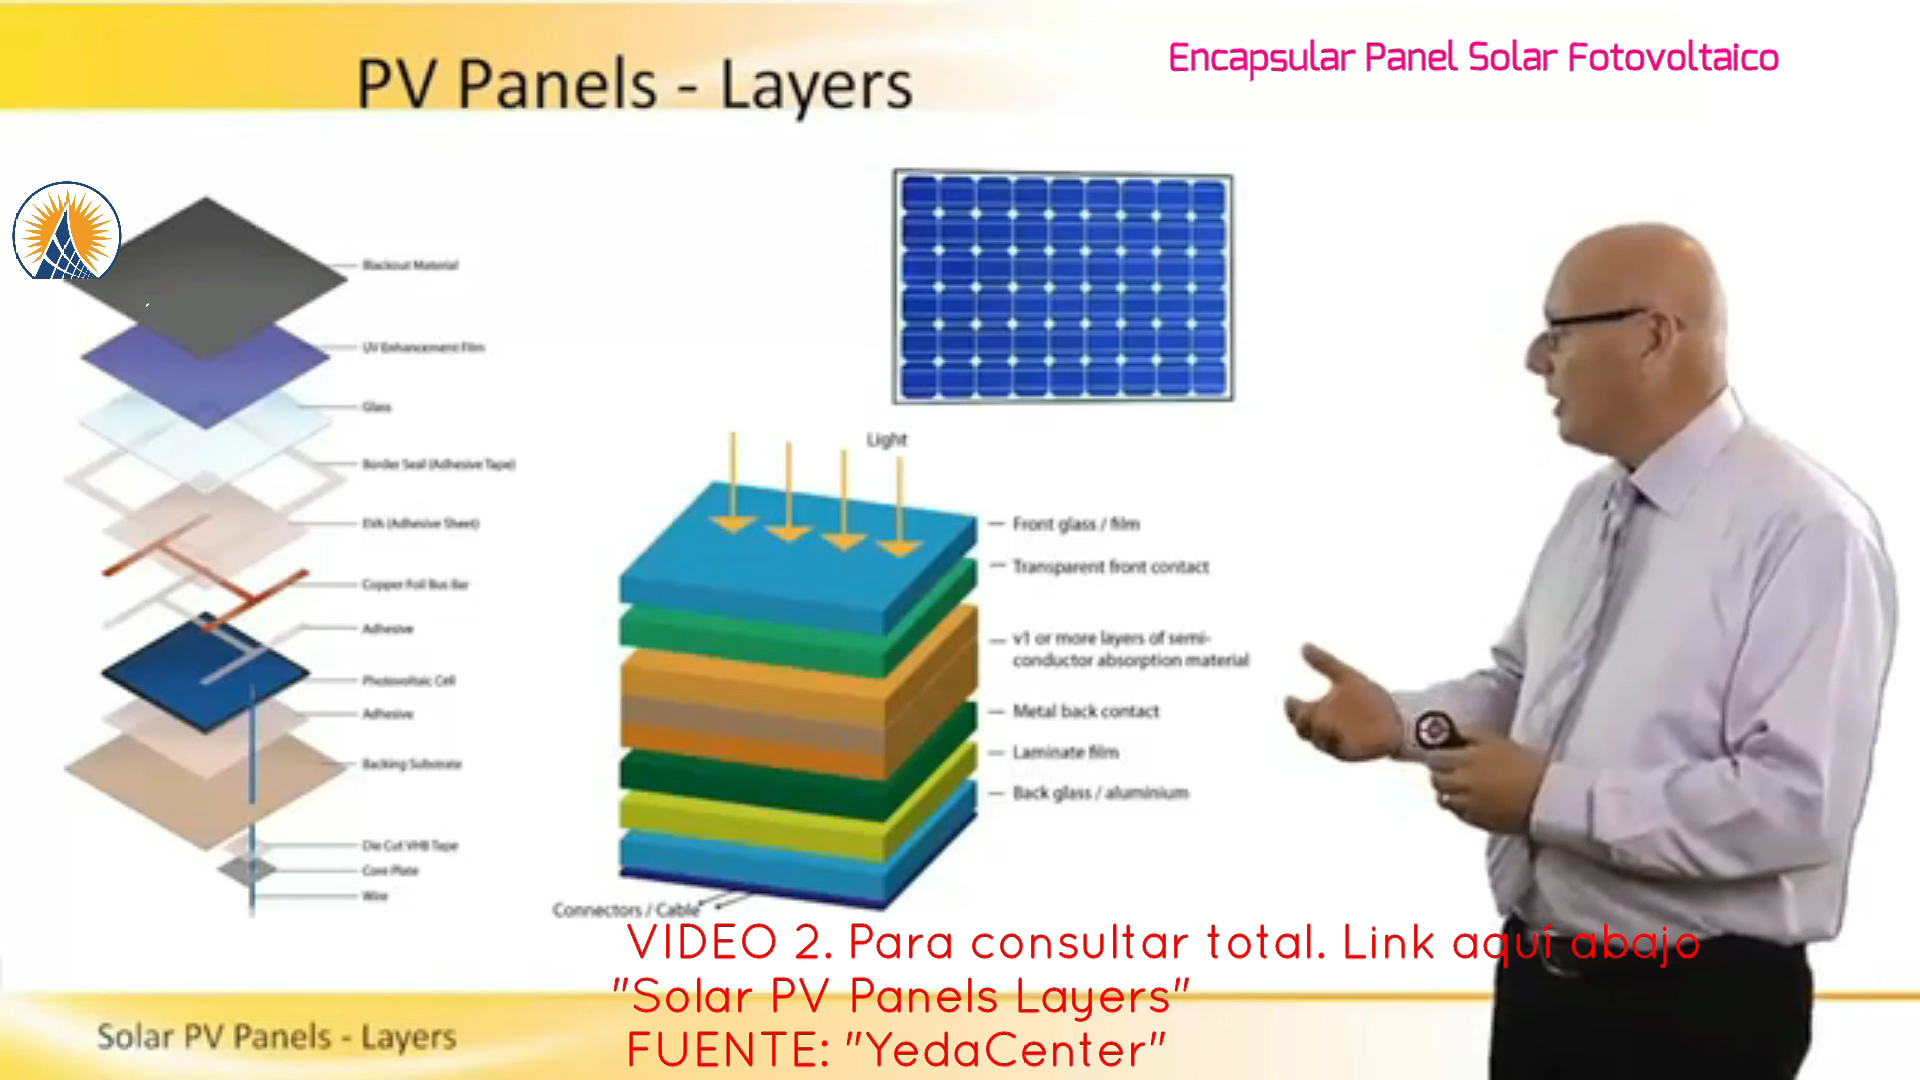 PV Panels - Layers
Encapsular Panel Solar Fotovoltaico
Blackout Material
UV Enhancement Film
Glass
Border Seal (Adhesive Tape)
EVA (Adhesive Sheet)
Copper Foil Bus Bar
Adhesive
Photovoltaic Cell
Adhesive
Backing Substrate
Die Cut VHB Tape
Core Plate
Wire
Light
Front glass / film
Transparent front contact
v1 or more layers of semi-
conductor absorption material
Metal back contact
Laminate film
Back glass / aluminium
Connectors / Cable
VIDEO 2. Para consultar total. Link aquí abajo
"Solar PV Panels Layers"
FUENTE: "YedaCenter"
Solar PV Panels - Layers